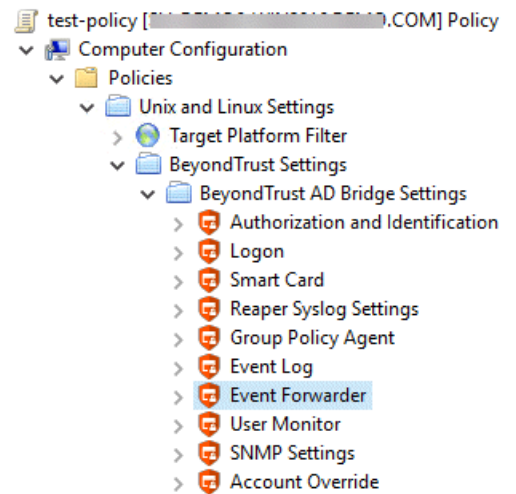 test-policy [ .COM] Policy
Computer Configuration
Policies
Unix and Linux Settings
Target Platform Filter
BeyondTrust Settings
BeyondTrust AD Bridge Settings
Authorization and Identification
Logon
Smart Card
Reaper Syslog Settings
Group Policy Agent
Event Log
Event Forwarder
User Monitor
SNMP Settings
Account Override